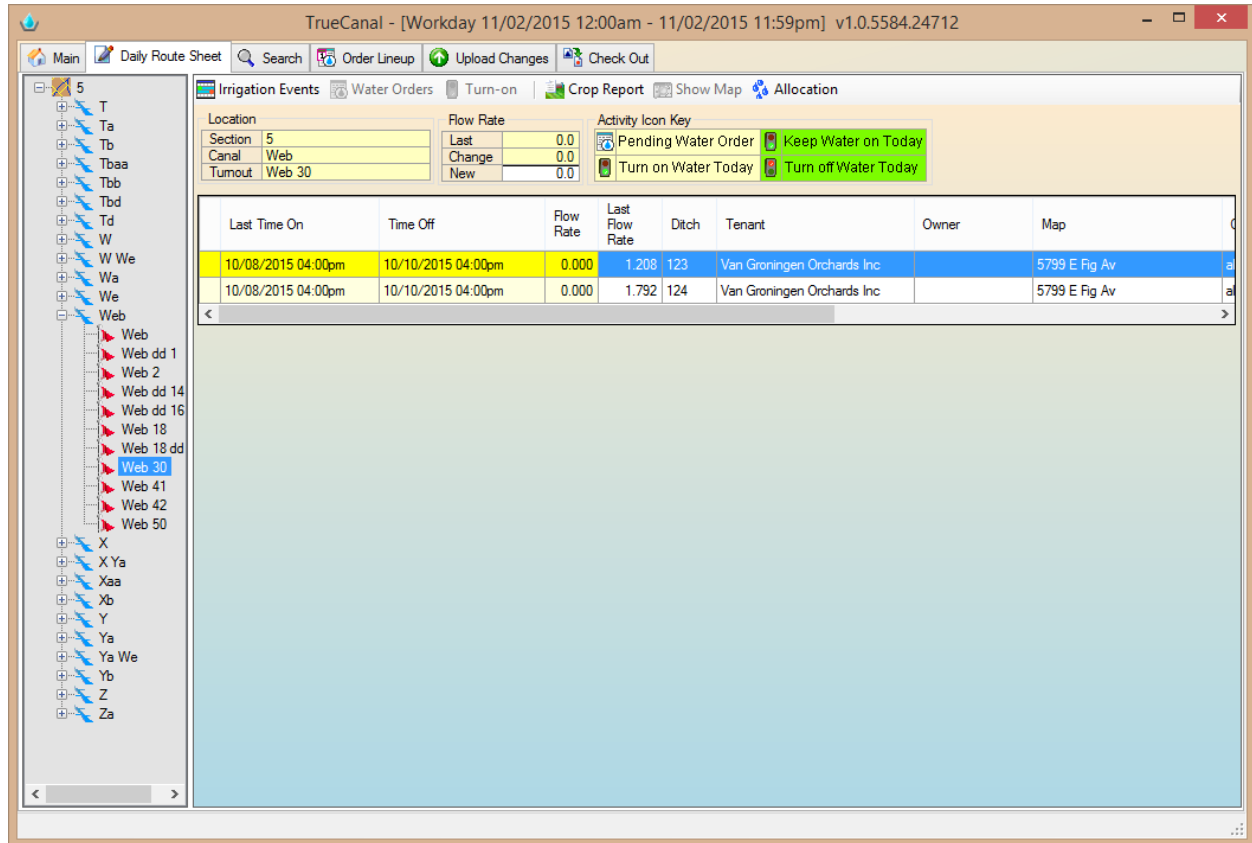 TrueCanal - [Workday 11/02/2015 12:00am - 11/02/2015 11:59pm] v1.0.5584.24712
Main Daily Route Sheet Search Order Lineup Upload Changes Check Out
Irrigation Events Water Orders Turn-on Crop Report Show Map Allocation
Location
Section 5
Canal Web
Turnout Web 30
Flow Rate
Last 0.0
Change 0.0
New 0.0
Activity Icon Key
Pending Water Order Keep Water on Today
Turn on Water Today Turn off Water Today
Last Time On Time Off Flow Rate Last Flow Rate Ditch Tenant Owner Map
10/08/2015 04:00pm 10/10/2015 04:00pm 0.000 1.208 123 Van Groningen Orchards Inc 5799 E Fig Av
10/08/2015 04:00pm 10/10/2015 04:00pm 0.000 1.792 124 Van Groningen Orchards Inc 5799 E Fig Av
5
T
Ta
Tb
Tbaa
Tbb
Tbd
Td
W
W We
Wa
We
Web
Web
Web dd 1
Web 2
Web dd 14
Web dd 16
Web 18
Web 18 dd
Web 30
Web 41
Web 42
Web 50
X
X Ya
Xaa
Xb
Y
Ya
Ya We
Yb
Z
Za